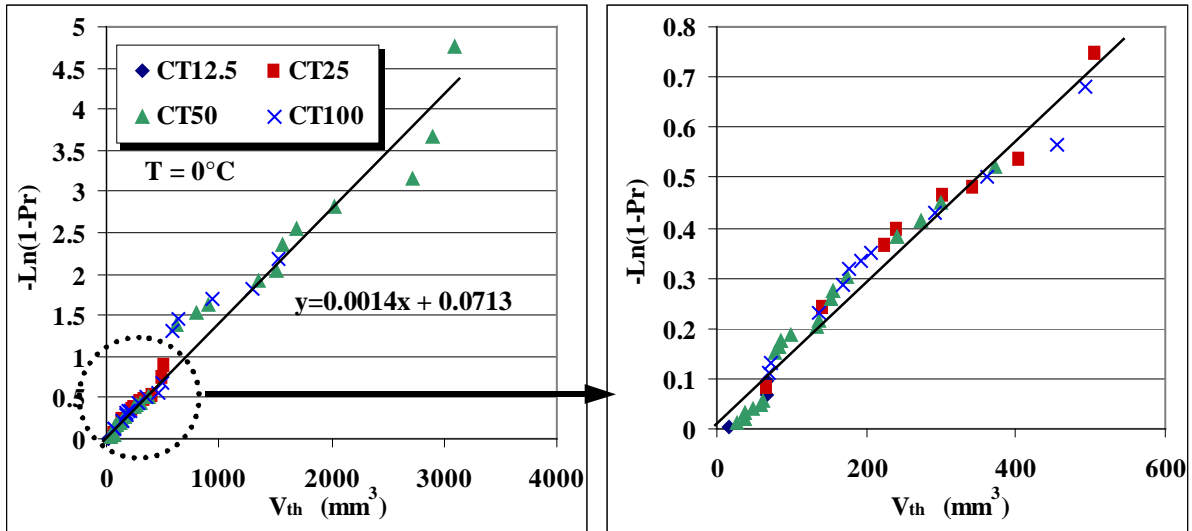 5
4.5
4
3.5
3
2.5
2
1.5
1
0.5
0
-Ln(1-Pr)
CT12.5 CT25
CT50 CT100
T = 0°C
y=0.0014x + 0.0713
0 1000 2000 3000 4000
Vth (mm³)
0.8
0.7
0.6
0.5
0.4
0.3
0.2
0.1
0
-Ln(1-Pr)
0 200 400 600
Vth (mm³)